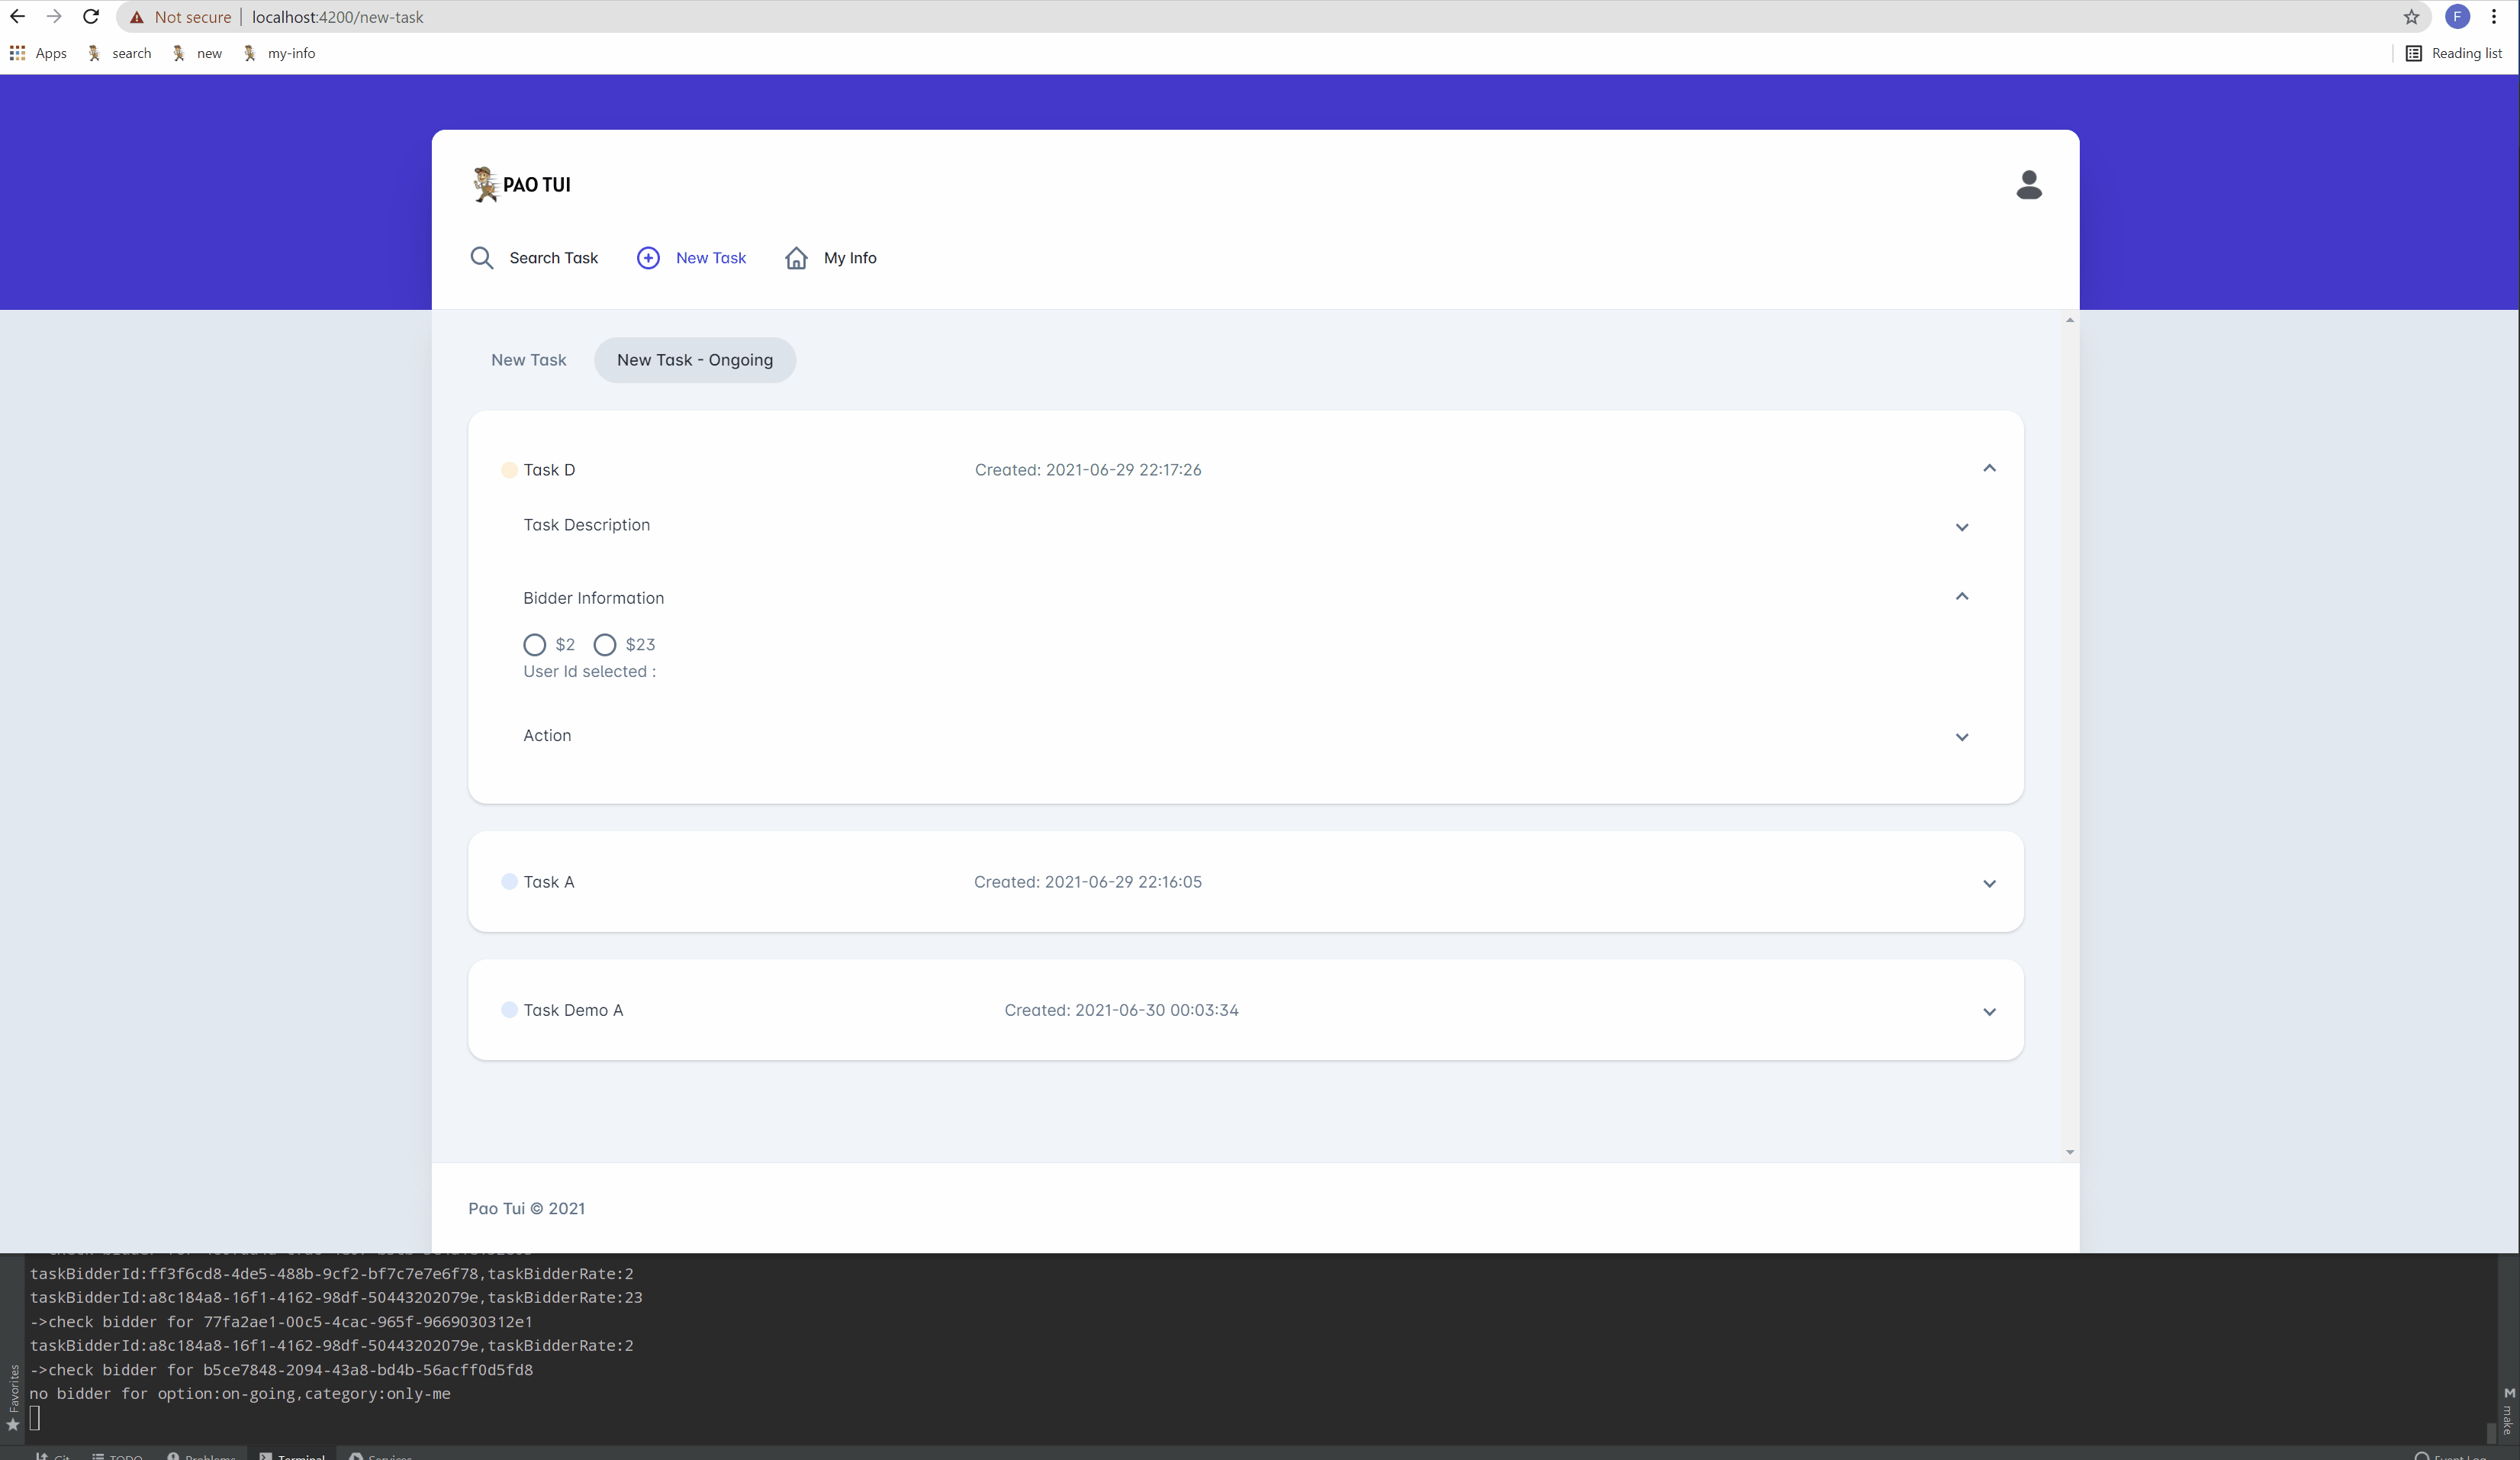 Not secure | localhost:4200/new-task
F
Apps search new my-info
Reading list
PAO TUI
Search Task New Task My Info
New Task New Task - Ongoing
Task D Created: 2021-06-29 22:17:26
Task Description
Bidder Information
$2 $23
User Id selected :
Action
Task A Created: 2021-06-29 22:16:05
Task Demo A Created: 2021-06-30 00:03:34
Pao Tui © 2021
taskBidderId:ff3f6cd8-4de5-488b-9cf2-bf7c7e7e6f78,taskBidderRate:2
taskBidderId:a8c184a8-16f1-4162-98df-50443202079e,taskBidderRate:23
->check bidder for 77fa2ae1-00c5-4cac-965f-9669030312e1
taskBidderId:a8c184a8-16f1-4162-98df-50443202079e,taskBidderRate:2
->check bidder for b5ce7848-2094-43a8-bd4b-56acff0d5fd8
no bidder for option:on-going,category:only-me
Favorites
M make
Git TODO Problems Terminal Services
Event Log